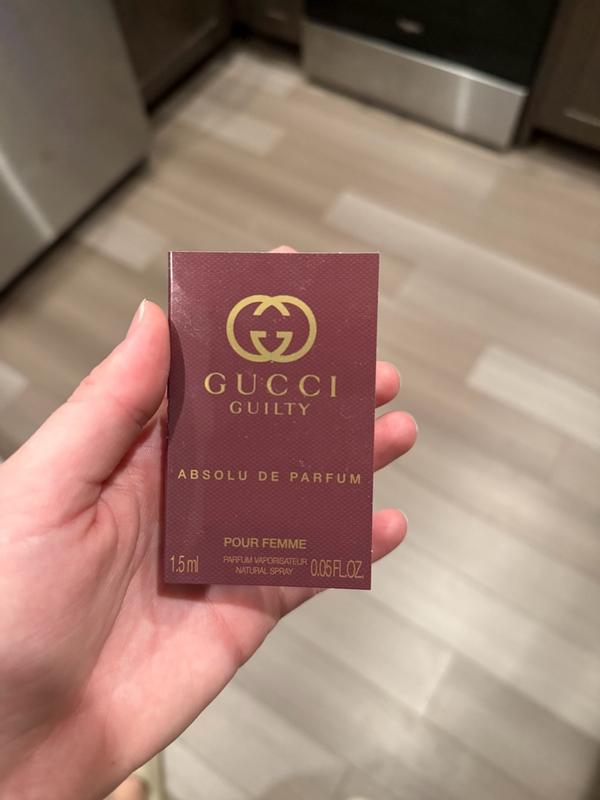 GUCCI
GUILTY
ABSOLU DE PARFUM
POUR FEMME
1.5 ml PARFUM VAPORISATEUR 0.05 FL.OZ.
NATURAL SPRAY